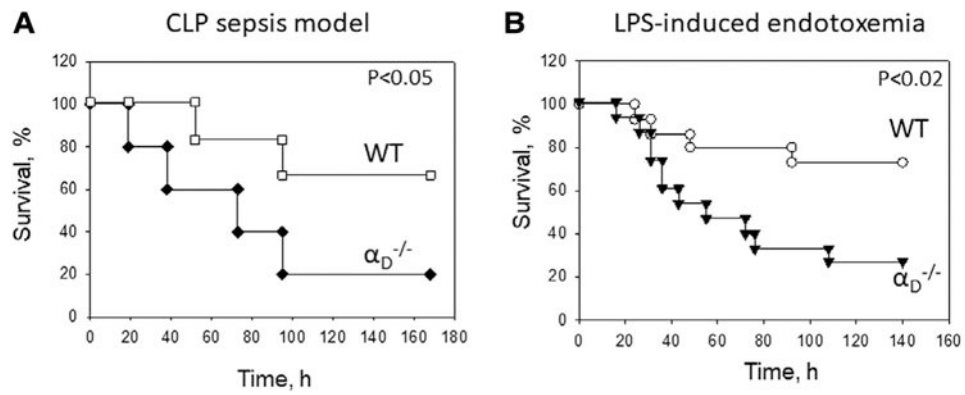 A CLP sepsis model
120
100
80
60
40
20
0
Survival, %
P<0.05
WT
αD-/-
0 20 40 60 80 100 120 140 160 180
Time, h
B LPS-induced endotoxemia
120
100
80
60
40
20
0
Survival, %
P<0.02
WT
αD-/-
0 20 40 60 80 100 120 140 160
Time, h